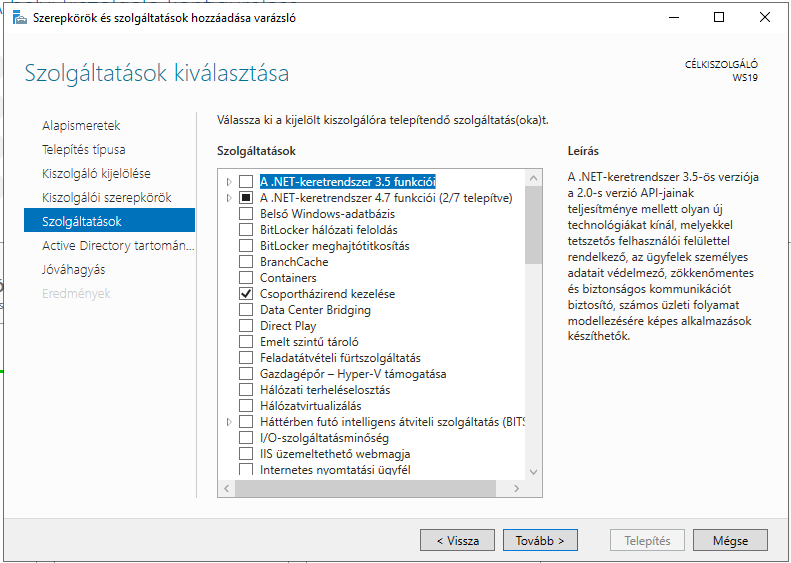 Szerepkörök és szolgáltatások hozzáadása varázsló
Szolgáltatások kiválasztása
CÉLKISZOLGÁLÓ
WS19
Alapismeretek
Telepítés típusa
Kiszolgáló kijelölése
Kiszolgálói szerepkörök
Szolgáltatások
Active Directory tartomán...
Jóváhagyás
Eredmények
Válassza ki a kijelölt kiszolgálóra telepítendő szolgáltatás(oka)t.
Szolgáltatások
A .NET-keretrendszer 3.5 funkciói
A .NET-keretrendszer 4.7 funkciói (2/7 telepítve)
Belső Windows-adatbázis
BitLocker hálózati feloldás
BitLocker meghajtótitkosítás
BranchCache
Containers
Csoportházirend kezelése
Data Center Bridging
Direct Play
Emelt szintű tároló
Feladatátvételi fürtszolgáltatás
Gazdagépőr – Hyper-V támogatása
Hálózati terheléselosztás
Hálózatvirtualizálás
Háttérben futó intelligens átviteli szolgáltatás (BITS
I/O-szolgáltatásminőség
IIS üzemeltethető webmagja
Internetes nyomtatási ügyfél
Leírás
A .NET-keretrendszer 3.5-ös verziója
a 2.0-s verzió API-jainak
teljesítménye mellett olyan új
technológiákat kínál, melyekkel
tetszetős felhasználói felülettel
rendelkező, az ügyfelek személyes
adatait védelmező, zökkenőmentes
és biztonságos kommunikációt
biztosító, számos üzleti folyamat
modellezésére képes alkalmazások
készíthetők.
< Vissza
Tovább >
Telepítés
Mégse